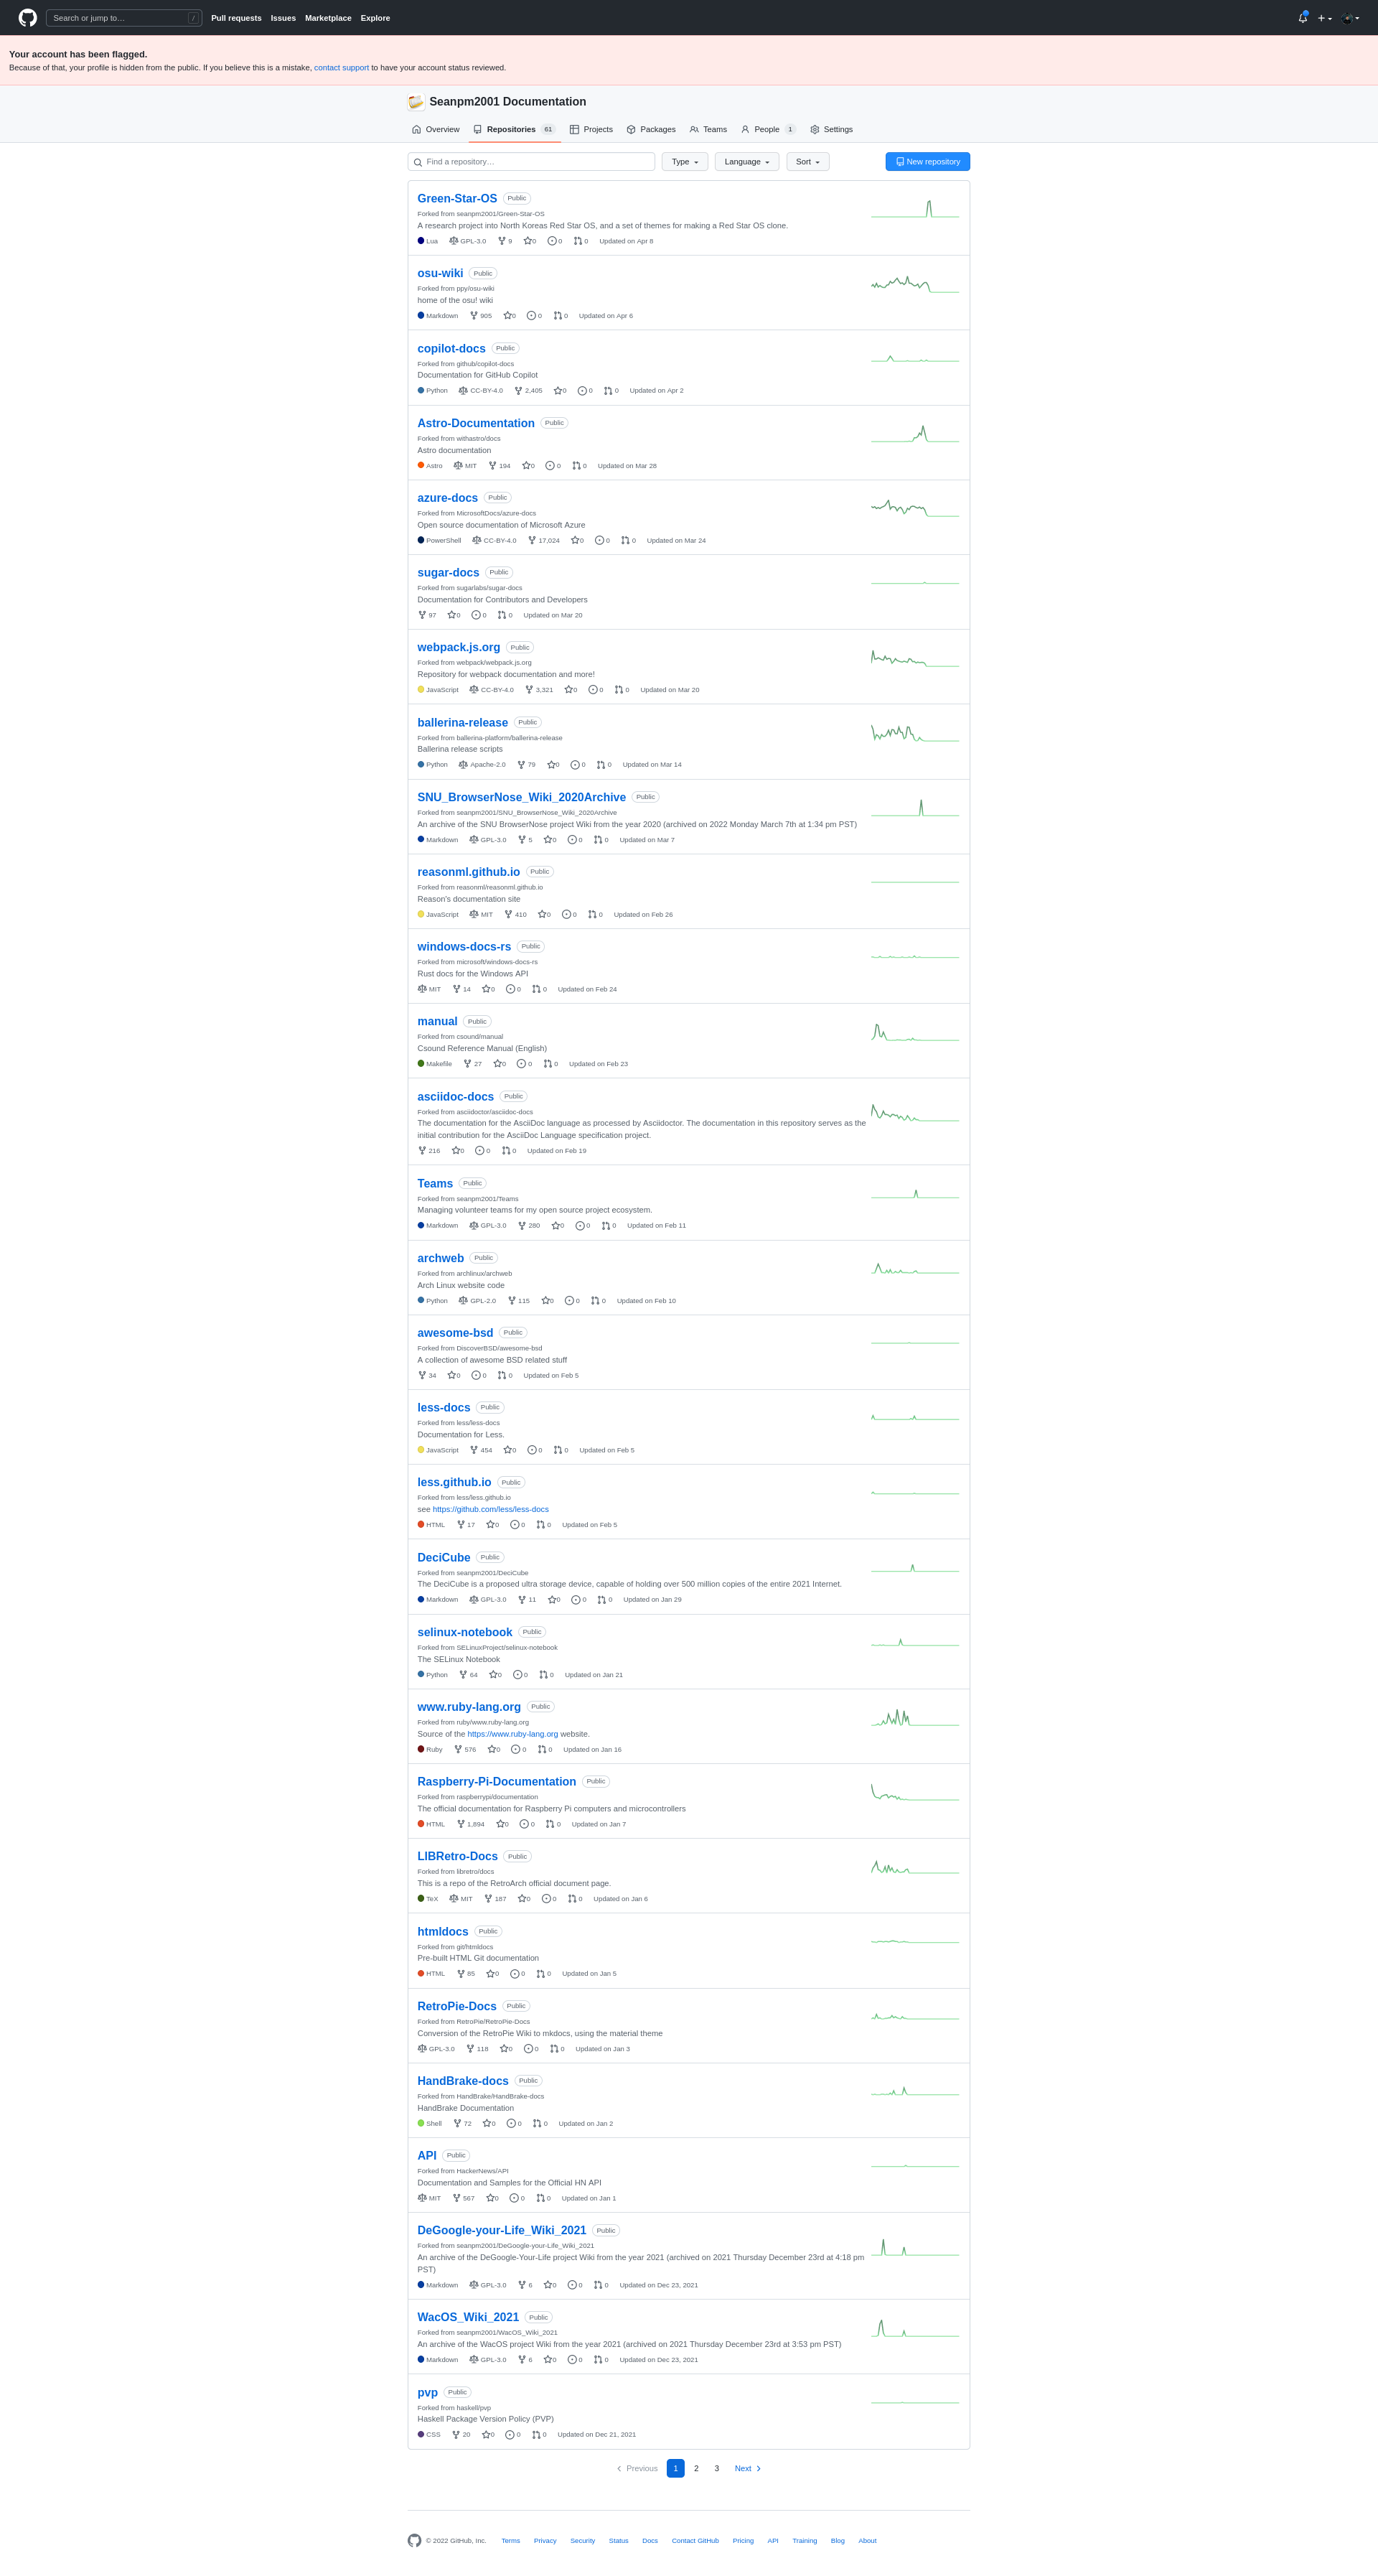 Search or jump to… /
Pull requests Issues Marketplace Explore
Your account has been flagged.
Because of that, your profile is hidden from the public. If you believe this is a mistake, contact support to have your account status reviewed.
Seanpm2001 Documentation
Overview Repositories 61 Projects Packages Teams People 1 Settings
Find a repository… Type Language Sort New repository
Green-Star-OS Public
Forked from seanpm2001/Green-Star-OS
A research project into North Koreas Red Star OS, and a set of themes for making a Red Star OS clone.
Lua GPL-3.0 9 0 0 0 Updated on Apr 8
osu-wiki Public
Forked from ppy/osu-wiki
home of the osu! wiki
Markdown 905 0 0 0 Updated on Apr 6
copilot-docs Public
Forked from github/copilot-docs
Documentation for GitHub Copilot
Python CC-BY-4.0 2,405 0 0 0 Updated on Apr 2
Astro-Documentation Public
Forked from withastro/docs
Astro documentation
Astro MIT 194 0 0 0 Updated on Mar 28
azure-docs Public
Forked from MicrosoftDocs/azure-docs
Open source documentation of Microsoft Azure
PowerShell CC-BY-4.0 17,024 0 0 0 Updated on Mar 24
sugar-docs Public
Forked from sugarlabs/sugar-docs
Documentation for Contributors and Developers
97 0 0 0 Updated on Mar 20
webpack.js.org Public
Forked from webpack/webpack.js.org
Repository for webpack documentation and more!
JavaScript CC-BY-4.0 3,321 0 0 0 Updated on Mar 20
ballerina-release Public
Forked from ballerina-platform/ballerina-release
Ballerina release scripts
Python Apache-2.0 79 0 0 0 Updated on Mar 14
SNU_BrowserNose_Wiki_2020Archive Public
Forked from seanpm2001/SNU_BrowserNose_Wiki_2020Archive
An archive of the SNU BrowserNose project Wiki from the year 2020 (archived on 2022 Monday March 7th at 1:34 pm PST)
Markdown GPL-3.0 5 0 0 0 Updated on Mar 7
reasonml.github.io Public
Forked from reasonml/reasonml.github.io
Reason's documentation site
JavaScript MIT 410 0 0 0 Updated on Feb 26
windows-docs-rs Public
Forked from microsoft/windows-docs-rs
Rust docs for the Windows API
MIT 14 0 0 0 Updated on Feb 24
manual Public
Forked from csound/manual
Csound Reference Manual (English)
Makefile 27 0 0 0 Updated on Feb 23
asciidoc-docs Public
Forked from asciidoctor/asciidoc-docs
The documentation for the AsciiDoc language as processed by Asciidoctor. The documentation in this repository serves as the
initial contribution for the AsciiDoc Language specification project.
216 0 0 0 Updated on Feb 19
Teams Public
Forked from seanpm2001/Teams
Managing volunteer teams for my open source project ecosystem.
Markdown GPL-3.0 280 0 0 0 Updated on Feb 11
archweb Public
Forked from archlinux/archweb
Arch Linux website code
Python GPL-2.0 115 0 0 0 Updated on Feb 10
awesome-bsd Public
Forked from DiscoverBSD/awesome-bsd
A collection of awesome BSD related stuff
34 0 0 0 Updated on Feb 5
less-docs Public
Forked from less/less-docs
Documentation for Less.
JavaScript 454 0 0 0 Updated on Feb 5
less.github.io Public
Forked from less/less.github.io
see https://github.com/less/less-docs
HTML 17 0 0 0 Updated on Feb 5
DeciCube Public
Forked from seanpm2001/DeciCube
The DeciCube is a proposed ultra storage device, capable of holding over 500 million copies of the entire 2021 Internet.
Markdown GPL-3.0 11 0 0 0 Updated on Jan 29
selinux-notebook Public
Forked from SELinuxProject/selinux-notebook
The SELinux Notebook
Python 64 0 0 0 Updated on Jan 21
www.ruby-lang.org Public
Forked from ruby/www.ruby-lang.org
Source of the https://www.ruby-lang.org website.
Ruby 576 0 0 0 Updated on Jan 16
Raspberry-Pi-Documentation Public
Forked from raspberrypi/documentation
The official documentation for Raspberry Pi computers and microcontrollers
HTML 1,894 0 0 0 Updated on Jan 7
LIBRetro-Docs Public
Forked from libretro/docs
This is a repo of the RetroArch official document page.
TeX MIT 187 0 0 0 Updated on Jan 6
htmldocs Public
Forked from git/htmldocs
Pre-built HTML Git documentation
HTML 85 0 0 0 Updated on Jan 5
RetroPie-Docs Public
Forked from RetroPie/RetroPie-Docs
Conversion of the RetroPie Wiki to mkdocs, using the material theme
GPL-3.0 118 0 0 0 Updated on Jan 3
HandBrake-docs Public
Forked from HandBrake/HandBrake-docs
HandBrake Documentation
Shell 72 0 0 0 Updated on Jan 2
API Public
Forked from HackerNews/API
Documentation and Samples for the Official HN API
MIT 567 0 0 0 Updated on Jan 1
DeGoogle-your-Life_Wiki_2021 Public
Forked from seanpm2001/DeGoogle-your-Life_Wiki_2021
An archive of the DeGoogle-Your-Life project Wiki from the year 2021 (archived on 2021 Thursday December 23rd at 4:18 pm
PST)
Markdown GPL-3.0 6 0 0 0 Updated on Dec 23, 2021
WacOS_Wiki_2021 Public
Forked from seanpm2001/WacOS_Wiki_2021
An archive of the WacOS project Wiki from the year 2021 (archived on 2021 Thursday December 23rd at 3:53 pm PST)
Markdown GPL-3.0 6 0 0 0 Updated on Dec 23, 2021
pvp Public
Forked from haskell/pvp
Haskell Package Version Policy (PVP)
CSS 20 0 0 0 Updated on Dec 21, 2021
Previous 1 2 3 Next
© 2022 GitHub, Inc. Terms Privacy Security Status Docs Contact GitHub Pricing API Training Blog About